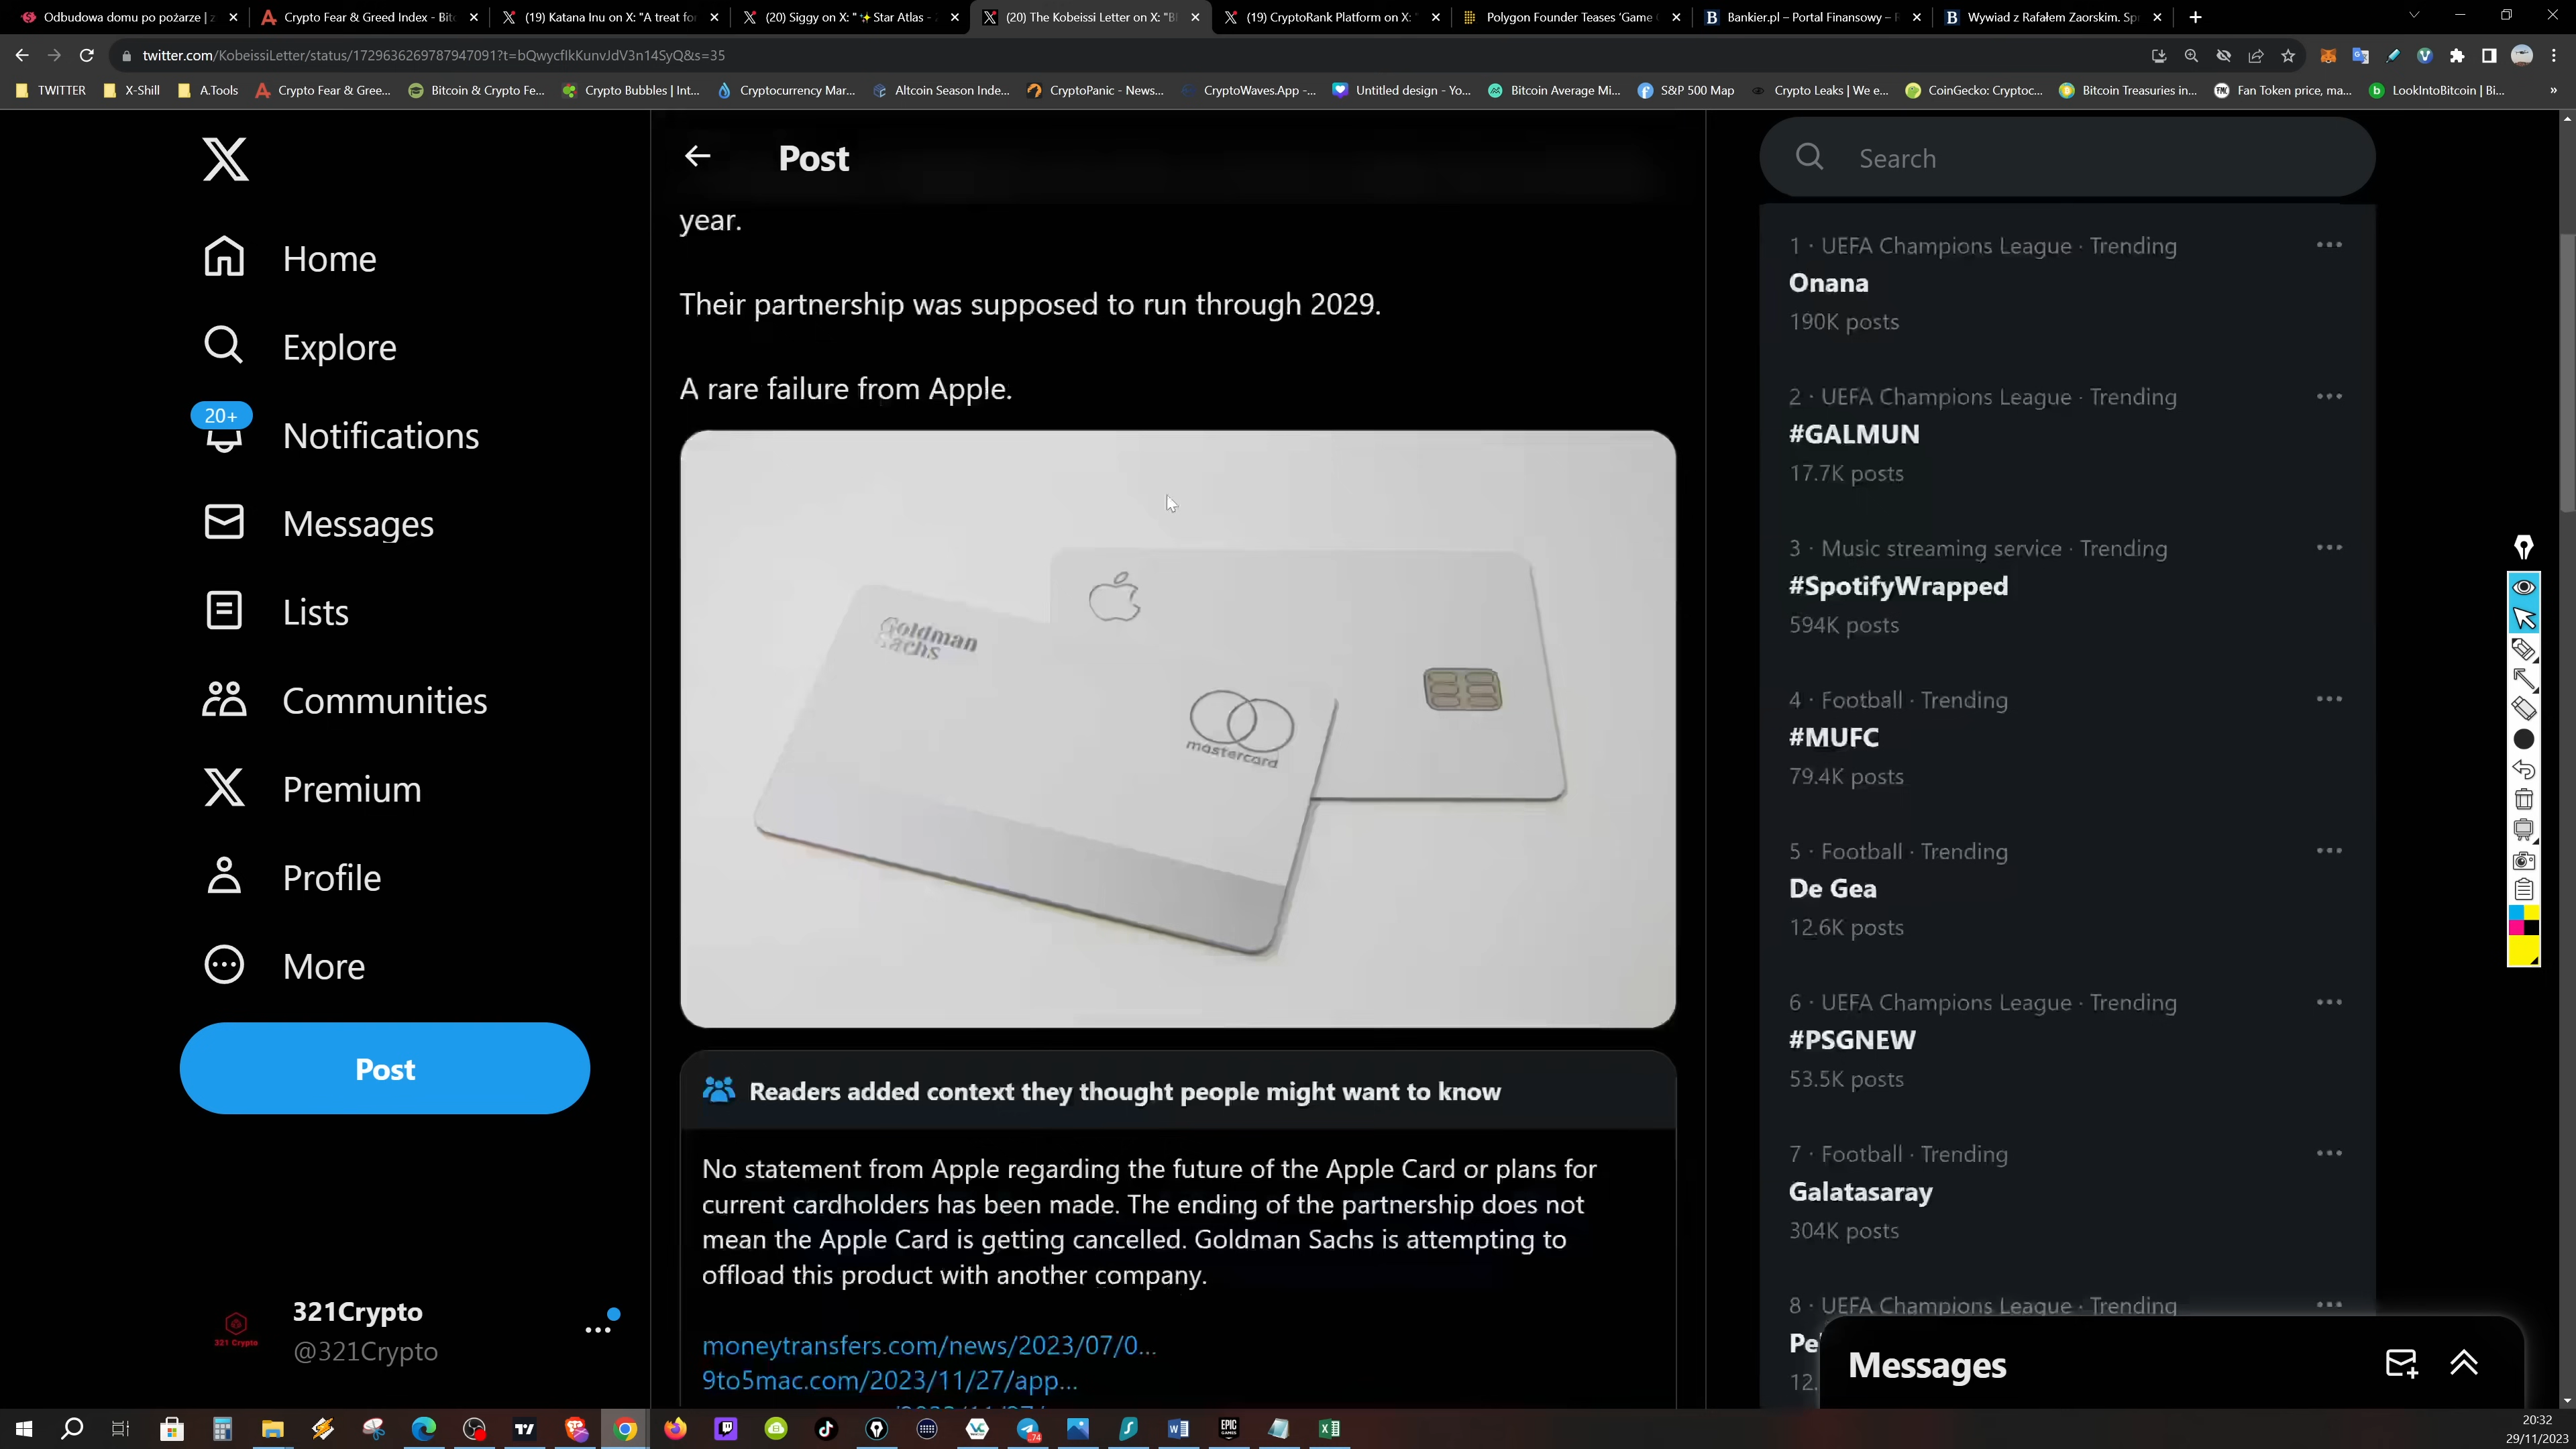 Odbudowa domu po pożarze | z
Crypto Fear & Greed Index - Bit
(19) Katana Inu on X: "A treat for
(20) Siggy on X: "✨Star Atlas -
(20) The Kobeissi Letter on X: "B
(19) CryptoRank Platform on X:
Polygon Founder Teases 'Game
Bankier.pl – Portal Finansowy –
Wywiad z Rafałem Zaorskim. Sp
twitter.com/KobeissiLetter/status/1729636269787947091?t=bQwycfIkKunvJdV3n14SyQ&s=35
TWITTER
X-Shill
A.Tools
Crypto Fear & Gree...
Bitcoin & Crypto Fe...
Crypto Bubbles | Int...
Cryptocurrency Mar...
Altcoin Season Inde...
CryptoPanic - News...
CryptoWaves.App -...
Untitled design - Yo...
Bitcoin Average Mi...
S&P 500 Map
Crypto Leaks | We e...
CoinGecko: Cryptoc...
Bitcoin Treasuries in...
Fan Token price, ma...
LookIntoBitcoin | Bi...
Home
Explore
20+
Notifications
Messages
Lists
Communities
Premium
Profile
More
Post
321Crypto
@321Crypto
Post
year.
Their partnership was supposed to run through 2029.
A rare failure from Apple.
Goldman
Sachs
mastercard
Readers added context they thought people might want to know
No statement from Apple regarding the future of the Apple Card or plans for
current cardholders has been made. The ending of the partnership does not
mean the Apple Card is getting cancelled. Goldman Sachs is attempting to
offload this product with another company.
moneytransfers.com/news/2023/07/0...
9to5mac.com/2023/11/27/app...
Search
1 · UEFA Champions League · Trending
Onana
190K posts
2 · UEFA Champions League · Trending
#GALMUN
17.7K posts
3 · Music streaming service · Trending
#SpotifyWrapped
594K posts
4 · Football · Trending
#MUFC
79.4K posts
5 · Football · Trending
De Gea
12.6K posts
6 · UEFA Champions League · Trending
#PSGNEW
53.5K posts
7 · Football · Trending
Galatasaray
304K posts
8 · UEFA Champions League · Trending
Messages
20:32
29/11/2023